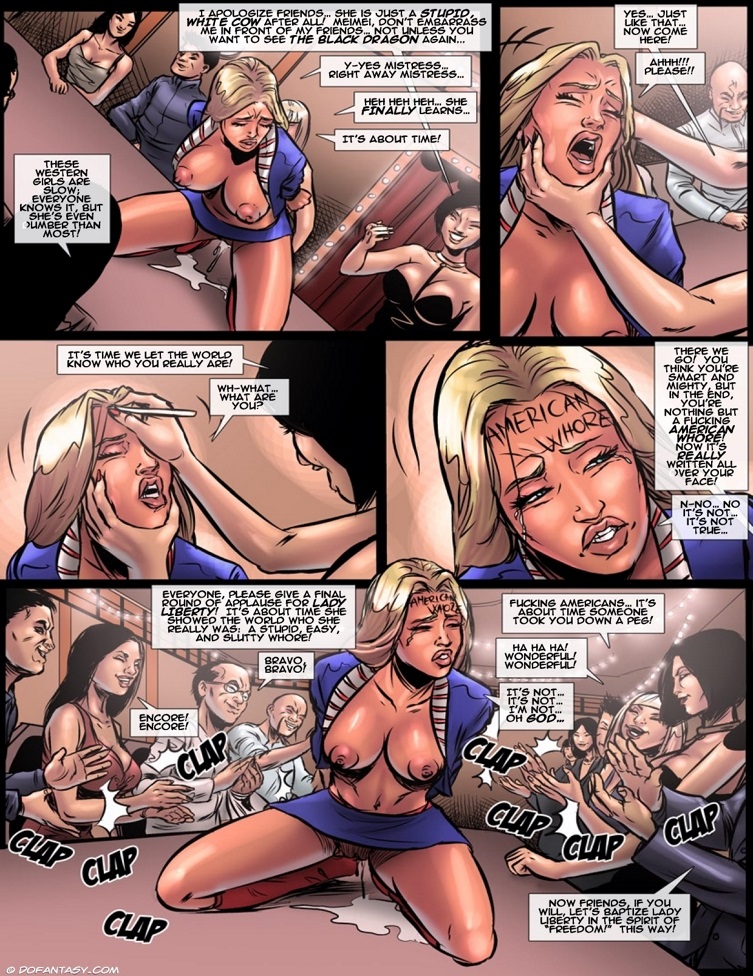 I APOLOGIZE FRIENDS... SHE IS JUST A STUPID,
WHITE COW AFTER ALL! MEIMEI, DON'T EMBARRASS
ME IN FRONT OF MY FRIENDS... NOT UNLESS YOU
WANT TO SEE THE BLACK DRAGON AGAIN...
Y-YES MISTRESS...
RIGHT AWAY MISTRESS...
HEH HEH HEH... SHE
FINALLY LEARNS...
IT'S ABOUT TIME!
THESE
WESTERN
GIRLS ARE
SLOW;
EVERYONE
KNOWS IT, BUT
SHE'S EVEN
DUMBER THAN
MOST!
YES... JUST
LIKE THAT...
NOW COME
HERE!
AHHH!!!
PLEASE!!
IT'S TIME WE LET THE WORLD
KNOW WHO YOU REALLY ARE!
WH-WHAT...
WHAT ARE
YOU?
THERE WE
GO! YOU
THINK YOU'RE
SMART AND
MIGHTY, BUT
IN THE END,
YOU'RE
NOTHING BUT
A FUCKING
AMERICAN
WHORE!
NOW IT'S
REALLY
WRITTEN ALL
OVER YOUR
FACE!
AMERICAN
WHORE
N-NO... NO
IT'S NOT...
IT'S NOT
TRUE...
EVERYONE, PLEASE GIVE A FINAL
ROUND OF APPLAUSE FOR LADY
LIBERTY! IT'S ABOUT TIME SHE
SHOWED THE WORLD WHO SHE
REALLY WAS; A STUPID, EASY,
AND SLUTTY WHORE!
BRAVO,
BRAVO!
ENCORE!
ENCORE!
AMERICAN
WHORE
FUCKING AMERICANS... IT'S
ABOUT TIME SOMEONE
TOOK YOU DOWN A PEG!
HA HA HA!
WONDERFUL!
WONDERFUL!
IT'S NOT...
IT'S NOT...
I'M NOT...
OH GOD...
CLAP
CLAP
CLAP
CLAP
CLAP
CLAP
CLAP
CLAP
NOW FRIENDS, IF YOU
WILL, LET'S BAPTIZE LADY
LIBERTY IN THE SPIRIT OF
"FREEDOM!" THIS WAY!
© DOFANTASY.COM